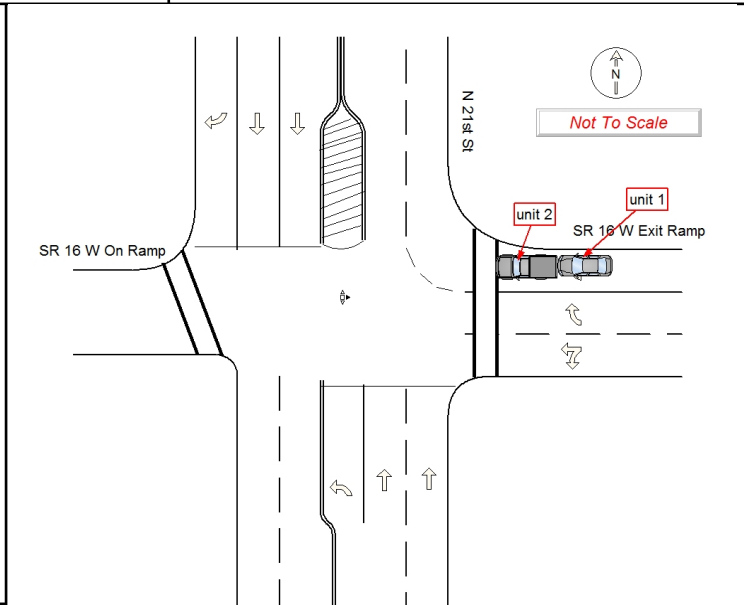 N
Not To Scale
N 21st St
unit 1
unit 2
SR 16 W Exit Ramp
SR 16 W On Ramp